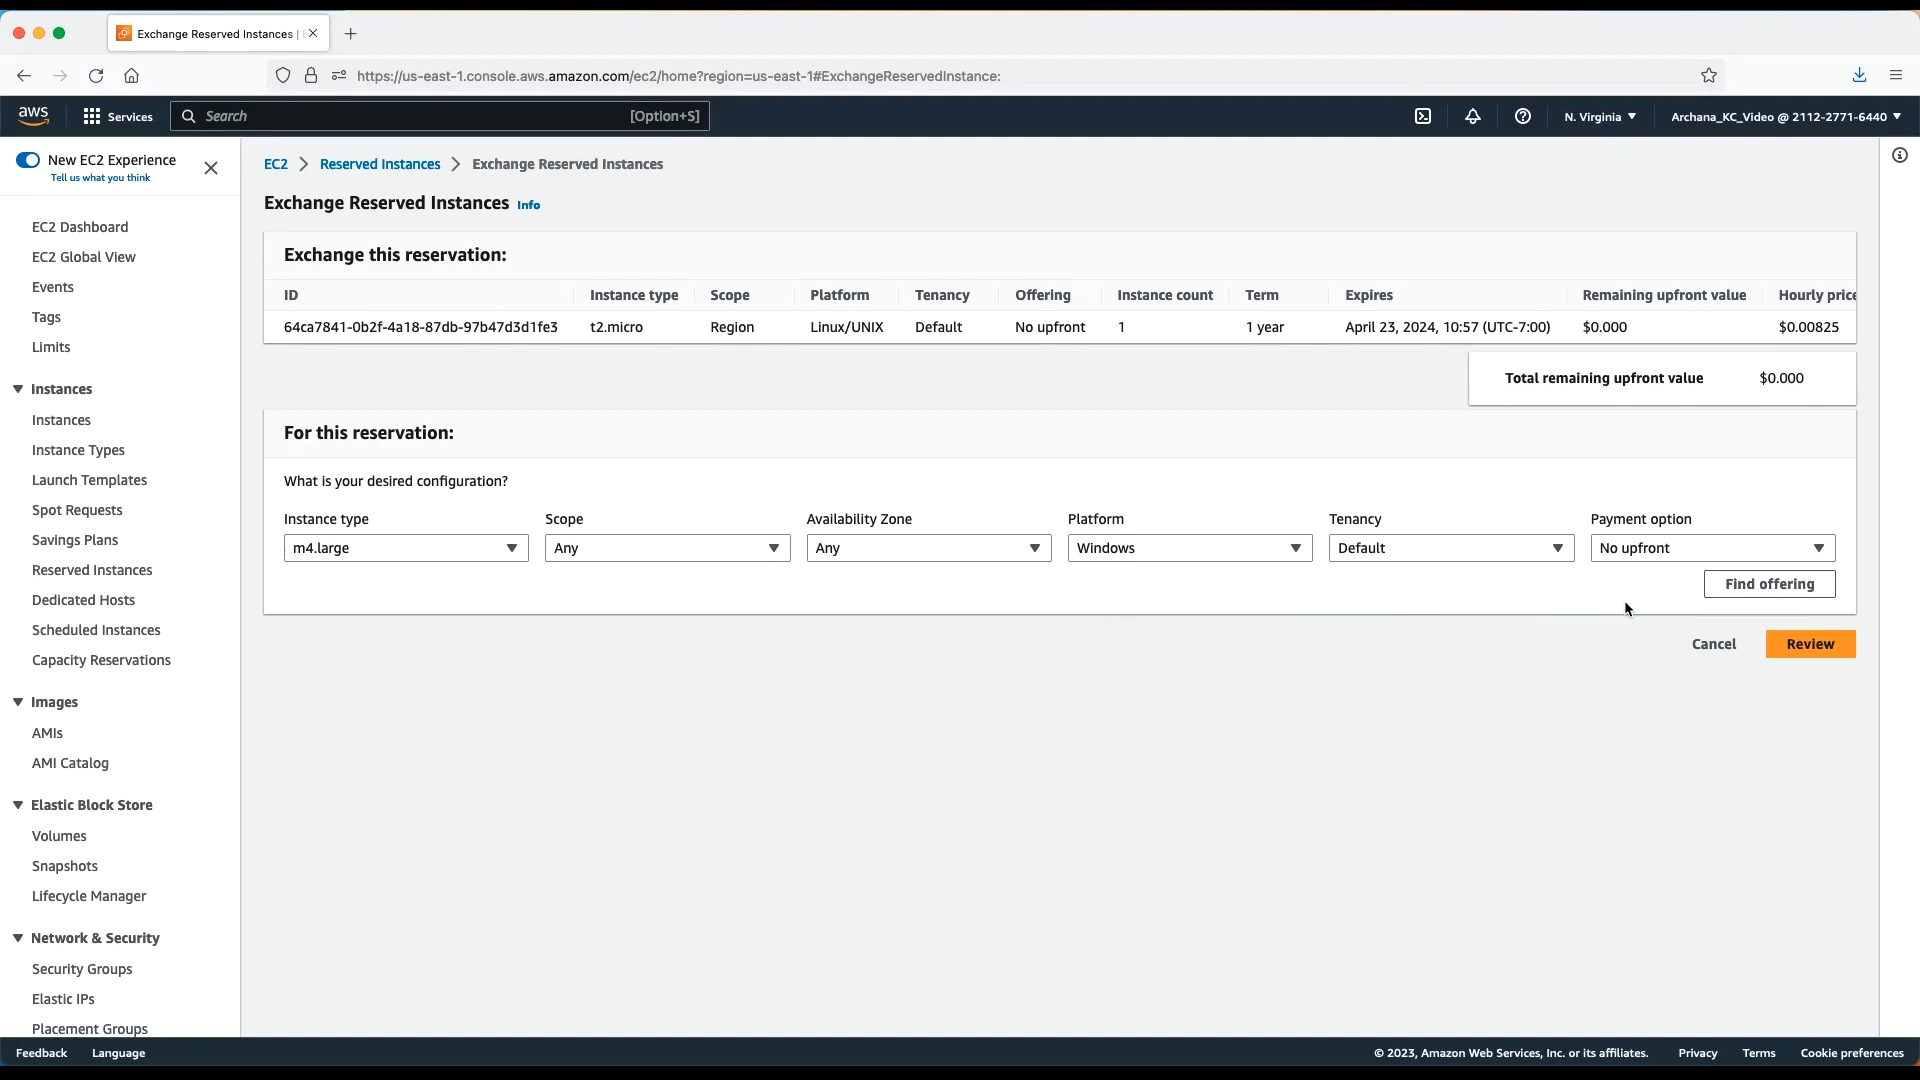 Exchange Reserved Instances |
https://us-east-1.console.aws.amazon.com/ec2/home?region=us-east-1#ExchangeReservedInstance:
aws Services Search [Option+S] N. Virginia Archana_KC_Video @ 2112-2771-6440
New EC2 Experience
Tell us what you think
EC2 Dashboard
EC2 Global View
Events
Tags
Limits
Instances
Instances
Instance Types
Launch Templates
Spot Requests
Savings Plans
Reserved Instances
Dedicated Hosts
Scheduled Instances
Capacity Reservations
Images
AMIs
AMI Catalog
Elastic Block Store
Volumes
Snapshots
Lifecycle Manager
Network & Security
Security Groups
Elastic IPs
Placement Groups
EC2 > Reserved Instances > Exchange Reserved Instances
Exchange Reserved Instances Info
Exchange this reservation:
ID Instance type Scope Platform Tenancy Offering Instance count Term Expires Remaining upfront value Hourly price
64ca7841-0b2f-4a18-87db-97b47d3d1fe3 t2.micro Region Linux/UNIX Default No upfront 1 1 year April 23, 2024, 10:57 (UTC-7:00) $0.000 $0.00825
Total remaining upfront value $0.000
For this reservation:
What is your desired configuration?
Instance type Scope Availability Zone Platform Tenancy Payment option
m4.large Any Any Windows Default No upfront
Find offering
Cancel Review
Feedback Language © 2023, Amazon Web Services, Inc. or its affiliates. Privacy Terms Cookie preferences